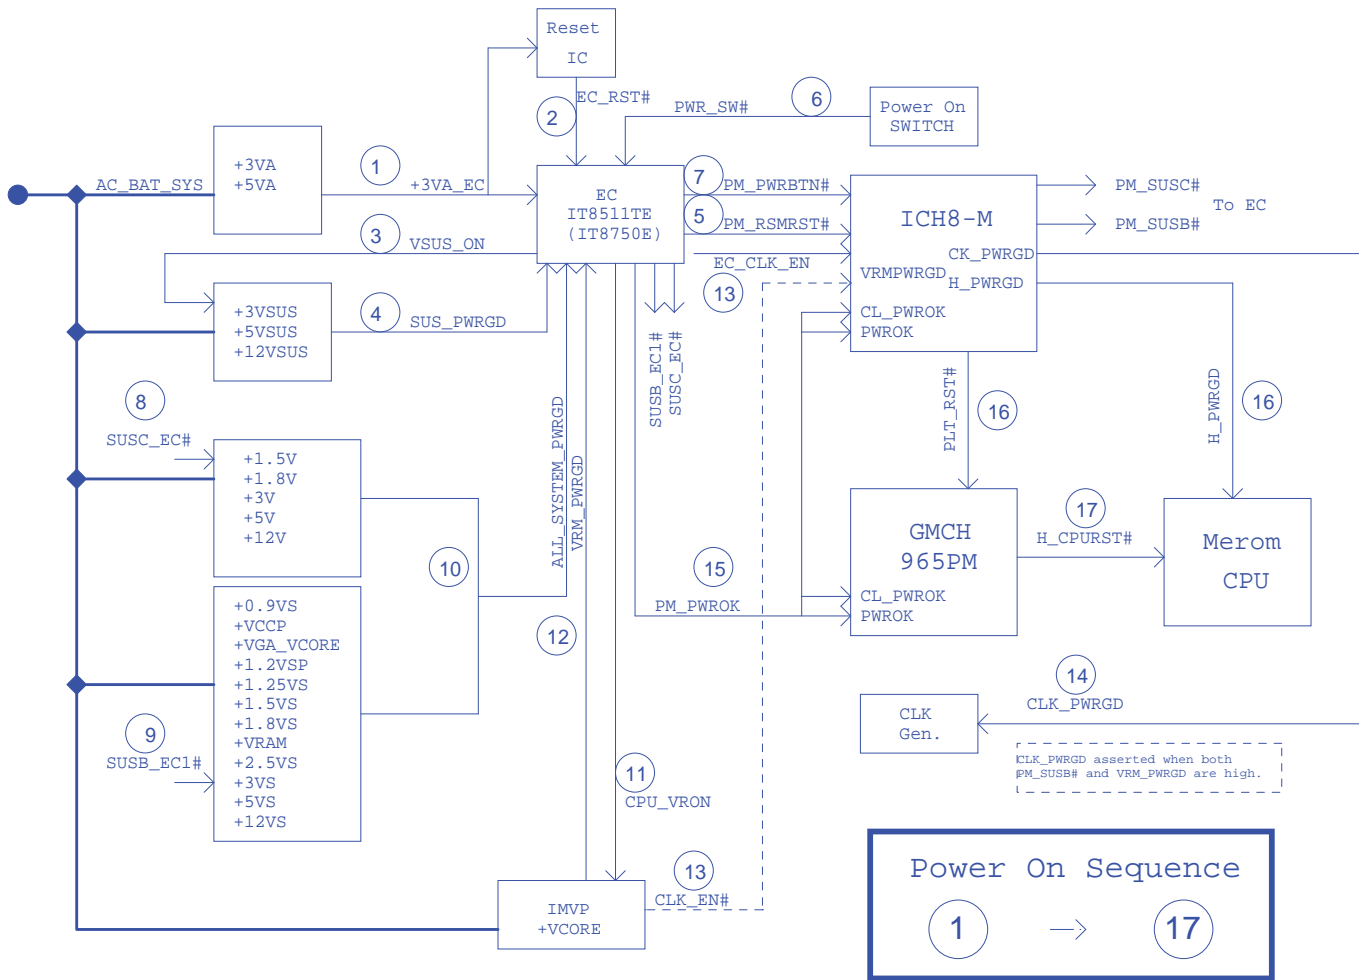 Reset
IC
EC_RST#
2
PWR_SW#
6
Power On
SWITCH
+3VA
+5VA
AC_BAT_SYS
1
+3VA_EC
EC
IT8511TE
(IT8750E)
7
PM_PWRBTN#
5
PM_RSMRST#
EC_CLK_EN
13
ICH8-M
CK_PWRGD
VRMPWRGD
H_PWRGD
CL_PWROK
PWROK
PM_SUSC#
To EC
PM_SUSB#
3
VSUS_ON
+3VSUS
+5VSUS
+12VSUS
4
SUS_PWRGD
SUSB_EC1#
SUSC_EC#
8
SUSC_EC#
+1.5V
+1.8V
+3V
+5V
+12V
ALL_SYSTEM_PWRGD
VRM_PWRGD
PLT_RST#
16
H_PWRGD
16
GMCH
965PM
CL_PWROK
PWROK
17
H_CPURST#
Merom
CPU
10
15
PM_PWROK
12
+0.9VS
+VCCP
+VGA_VCORE
+1.2VSP
+1.25VS
+1.5VS
+1.8VS
+VRAM
+2.5VS
+3VS
+5VS
+12VS
9
SUSB_EC1#
14
CLK_PWRGD
CLK
Gen.
CLK_PWRGD asserted when both
PM_SUSB# and VRM_PWRGD are high.
11
CPU_VRON
13
CLK_EN#
IMVP
+VCORE
Power On Sequence
1
17